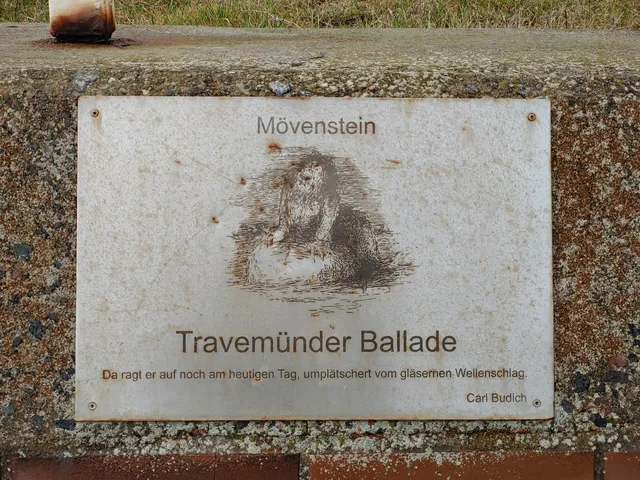 Mövenstein
Travemünder Ballade
Da ragt er auf noch am heutigen Tag, umplätschert vom gläsernen Wellenschlag.
Carl Budich